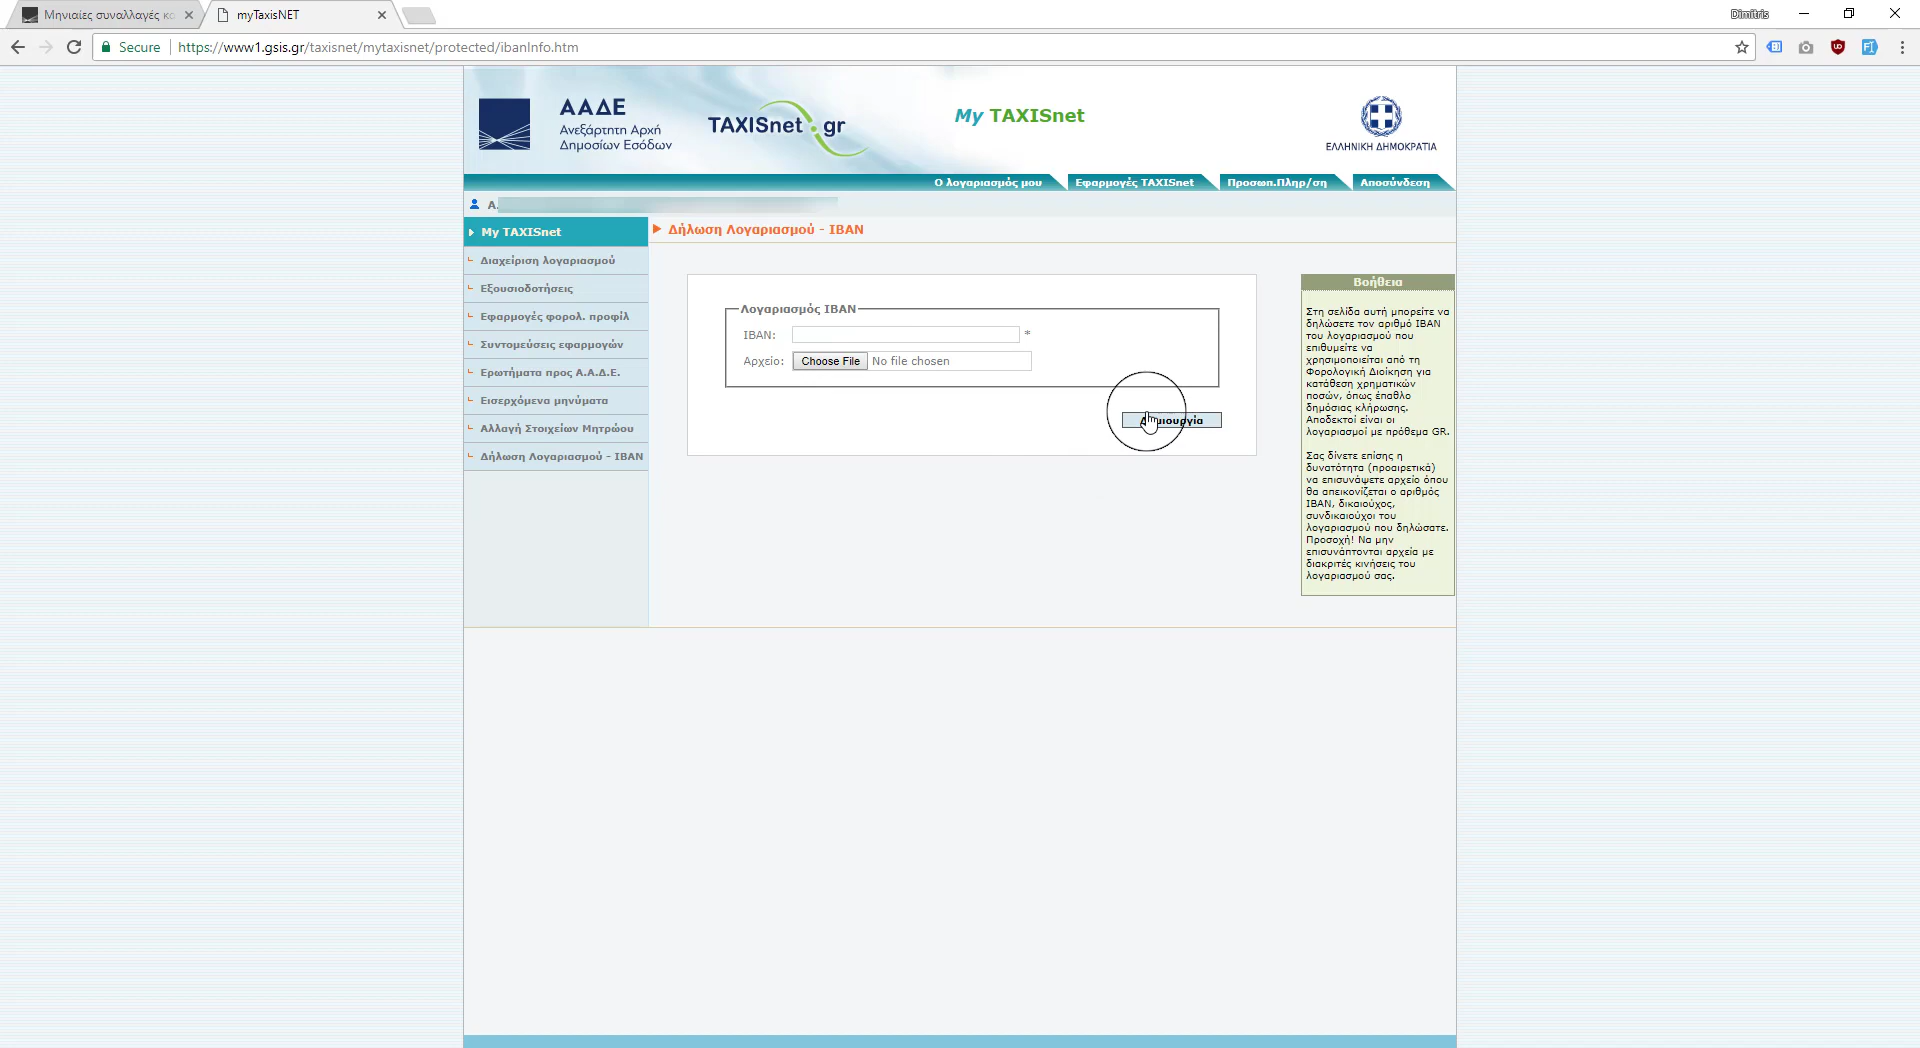 Μηνιαίες συναλλαγές κα
myTaxisNET
Dimitris
Secure
https://www1.gsis.gr/taxisnet/mytaxisnet/protected/ibanInfo.htm
ΑΑΔΕ
Ανεξάρτητη Αρχή
Δημοσίων Εσόδων
TAXISnet.gr
My TAXISnet
ΕΛΛΗΝΙΚΗ ΔΗΜΟΚΡΑΤΙΑ
Ο λογαριασμός μου
Εφαρμογές TAXISnet
Προσωπ.Πληρ/ση
Αποσύνδεση
Α.
My TAXISnet
Διαχείριση λογαριασμού
Εξουσιοδοτήσεις
Εφαρμογές φορολ. προφίλ
Συντομεύσεις εφαρμογών
Ερωτήματα προς Α.Α.Δ.Ε.
Εισερχόμενα μηνύματα
Αλλαγή Στοιχείων Μητρώου
Δήλωση Λογαριασμού - IBAN
Δήλωση Λογαριασμού - IBAN
Λογαριασμός IBAN
IBAN: *
Αρχείο: Choose File No file chosen
Βοήθεια
Στη σελίδα αυτή μπορείτε να
δηλώσετε τον αριθμό IBAN
του λογαριασμού που
επιθυμείτε να
χρησιμοποιείται από τη
Φορολογική Διοίκηση για
κατάθεση χρηματικών
ποσών, όπως έπαθλο
δημόσιας κλήρωσης.
Αποδεκτοί είναι οι
λογαριασμοί με πρόθεμα GR.
Σας δίνετε επίσης η
δυνατότητα (προαιρετικά)
να επισυνάψετε αρχείο όπου
θα απεικονίζεται ο αριθμός
IBAN, δικαιούχος,
συνδικαιούχοι του
λογαριασμού που δηλώσατε.
Προσοχή! Να μην
επισυνάπτονται αρχεία με
διακριτές κινήσεις του
λογαριασμού σας.